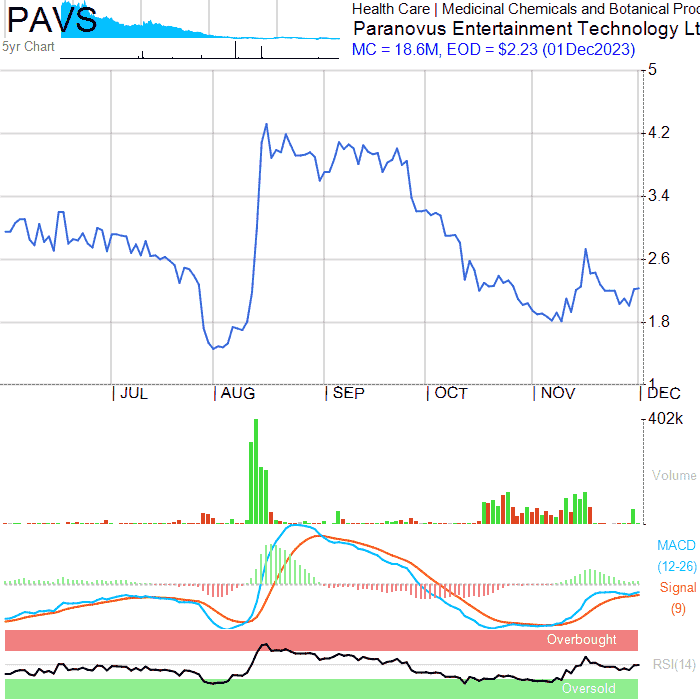 PAVS
5yr Chart
Health Care | Medicinal Chemicals and Botanical Proc
Paranovus Entertainment Technology Lt
MC = 18.6M, EOD = $2.23 (01Dec2023)
5
4.2
3.4
2.6
1.8
1
JUL
AUG
SEP
OCT
NOV
DEC
402k
Volume
MACD
(12-26)
Signal
(9)
Overbought
RSI(14)
Oversold